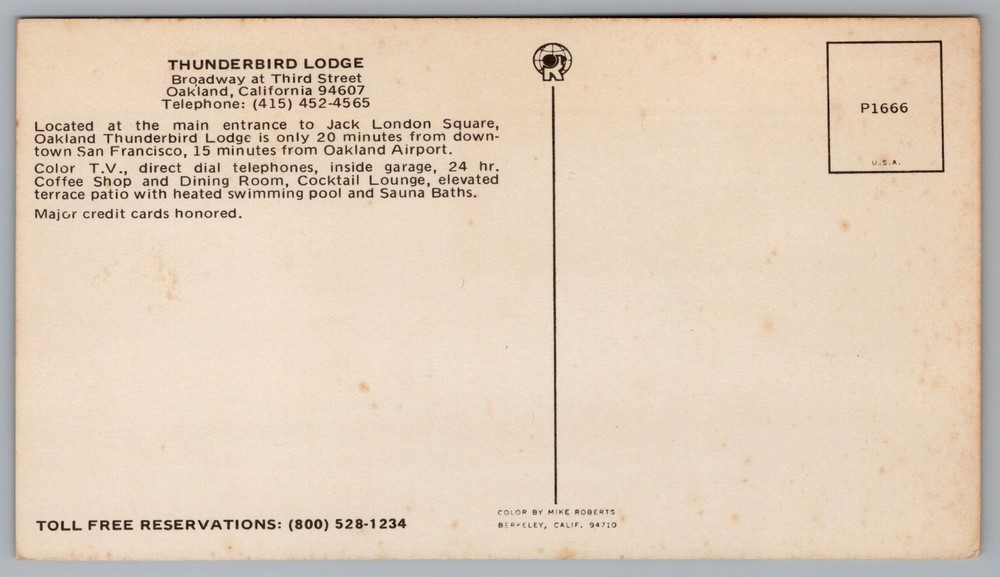 THUNDERBIRD LODGE
Broadway at Third Street
Oakland, California 94607
Telephone: (415) 452-4565
Located at the main entrance to Jack London Square,
Oakland Thunderbird Lodge is only 20 minutes from down-
town San Francisco, 15 minutes from Oakland Airport.
Color T.V., direct dial telephones, inside garage, 24 hr.
Coffee Shop and Dining Room, Cocktail Lounge, elevated
terrace patio with heated swimming pool and Sauna Baths.
Major credit cards honored.
TOLL FREE RESERVATIONS: (800) 528-1234
R
COLOR BY MIKE ROBERTS
BERKELEY, CALIF. 94710
P1666
U.S.A.